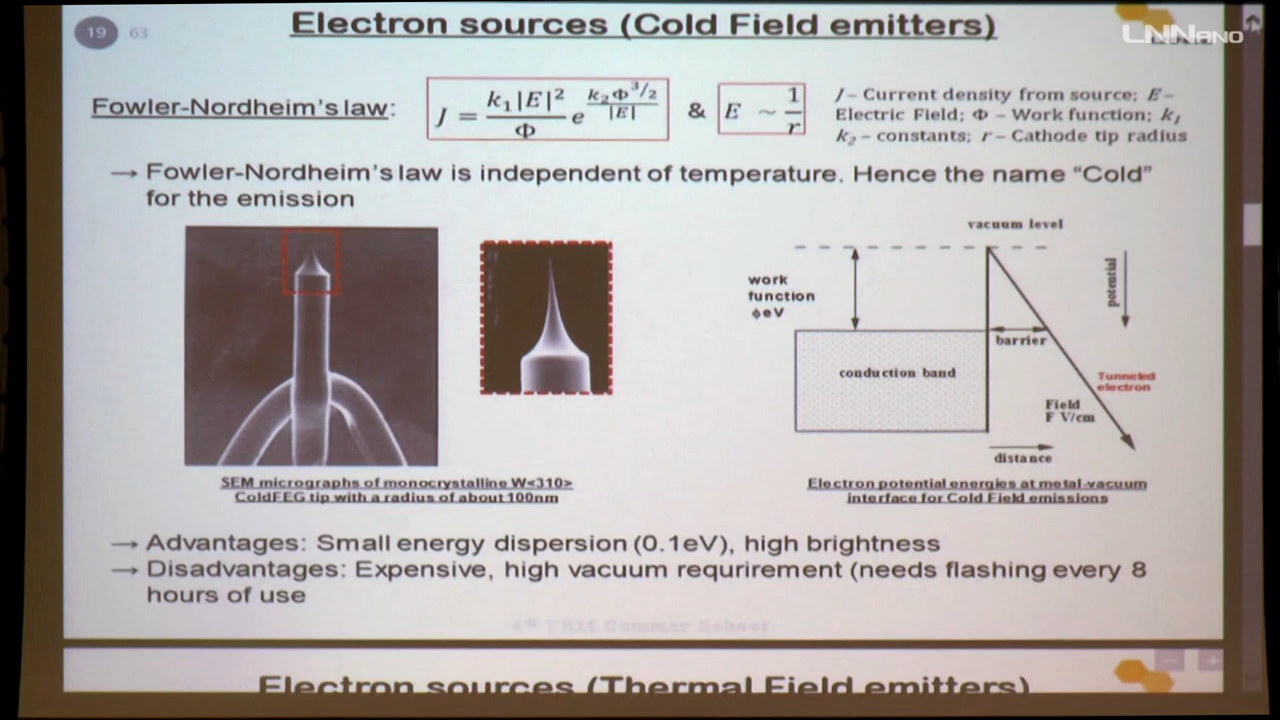 19 63
Electron sources (Cold Field emitters)
LNNano
Fowler-Nordheim's law: J = k₁|E|²/Φ e^(k₂Φ^3/2/|E|) & E ~ 1/r
J – Current density from source; E –
Electric Field; Φ – Work function; k₁
k₂ – constants; r – Cathode tip radius
→ Fowler-Nordheim's law is independent of temperature. Hence the name “Cold”
for the emission
vacuum level
work
function
ϕeV
potential
barrier
conduction band
Tunneled
electron
Field
F V/cm
distance
SEM micrographs of monocrystalline W<310>
ColdFEG tip with a radius of about 100nm
Electron potential energies at metal-vacuum
interface for Cold Field emissions
→ Advantages: Small energy dispersion (0.1eV), high brightness
→ Disadvantages: Expensive, high vacuum requrirement (needs flashing every 8
hours of use
4th TEM Summer School
Electron sources (Thermal Field emitters)